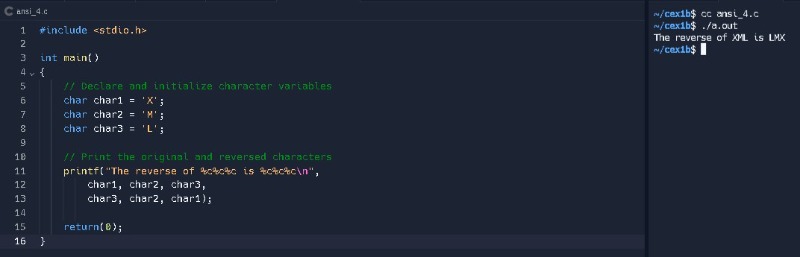 C ansi_4.c
1 #include <stdio.h>
2
3 int main()
4 {
5 // Declare and initialize character variables
6 char char1 = 'X';
7 char char2 = 'M';
8 char char3 = 'L';
9
10 // Print the original and reversed characters
11 printf("The reverse of %c%c%c is %c%c%c\n",
12 char1, char2, char3,
13 char3, char2, char1);
14
15 return(0);
16 }
~/cexib$ cc ansi_4.c
~/cexib$ ./a.out
The reverse of XML is LMX
~/cexib$